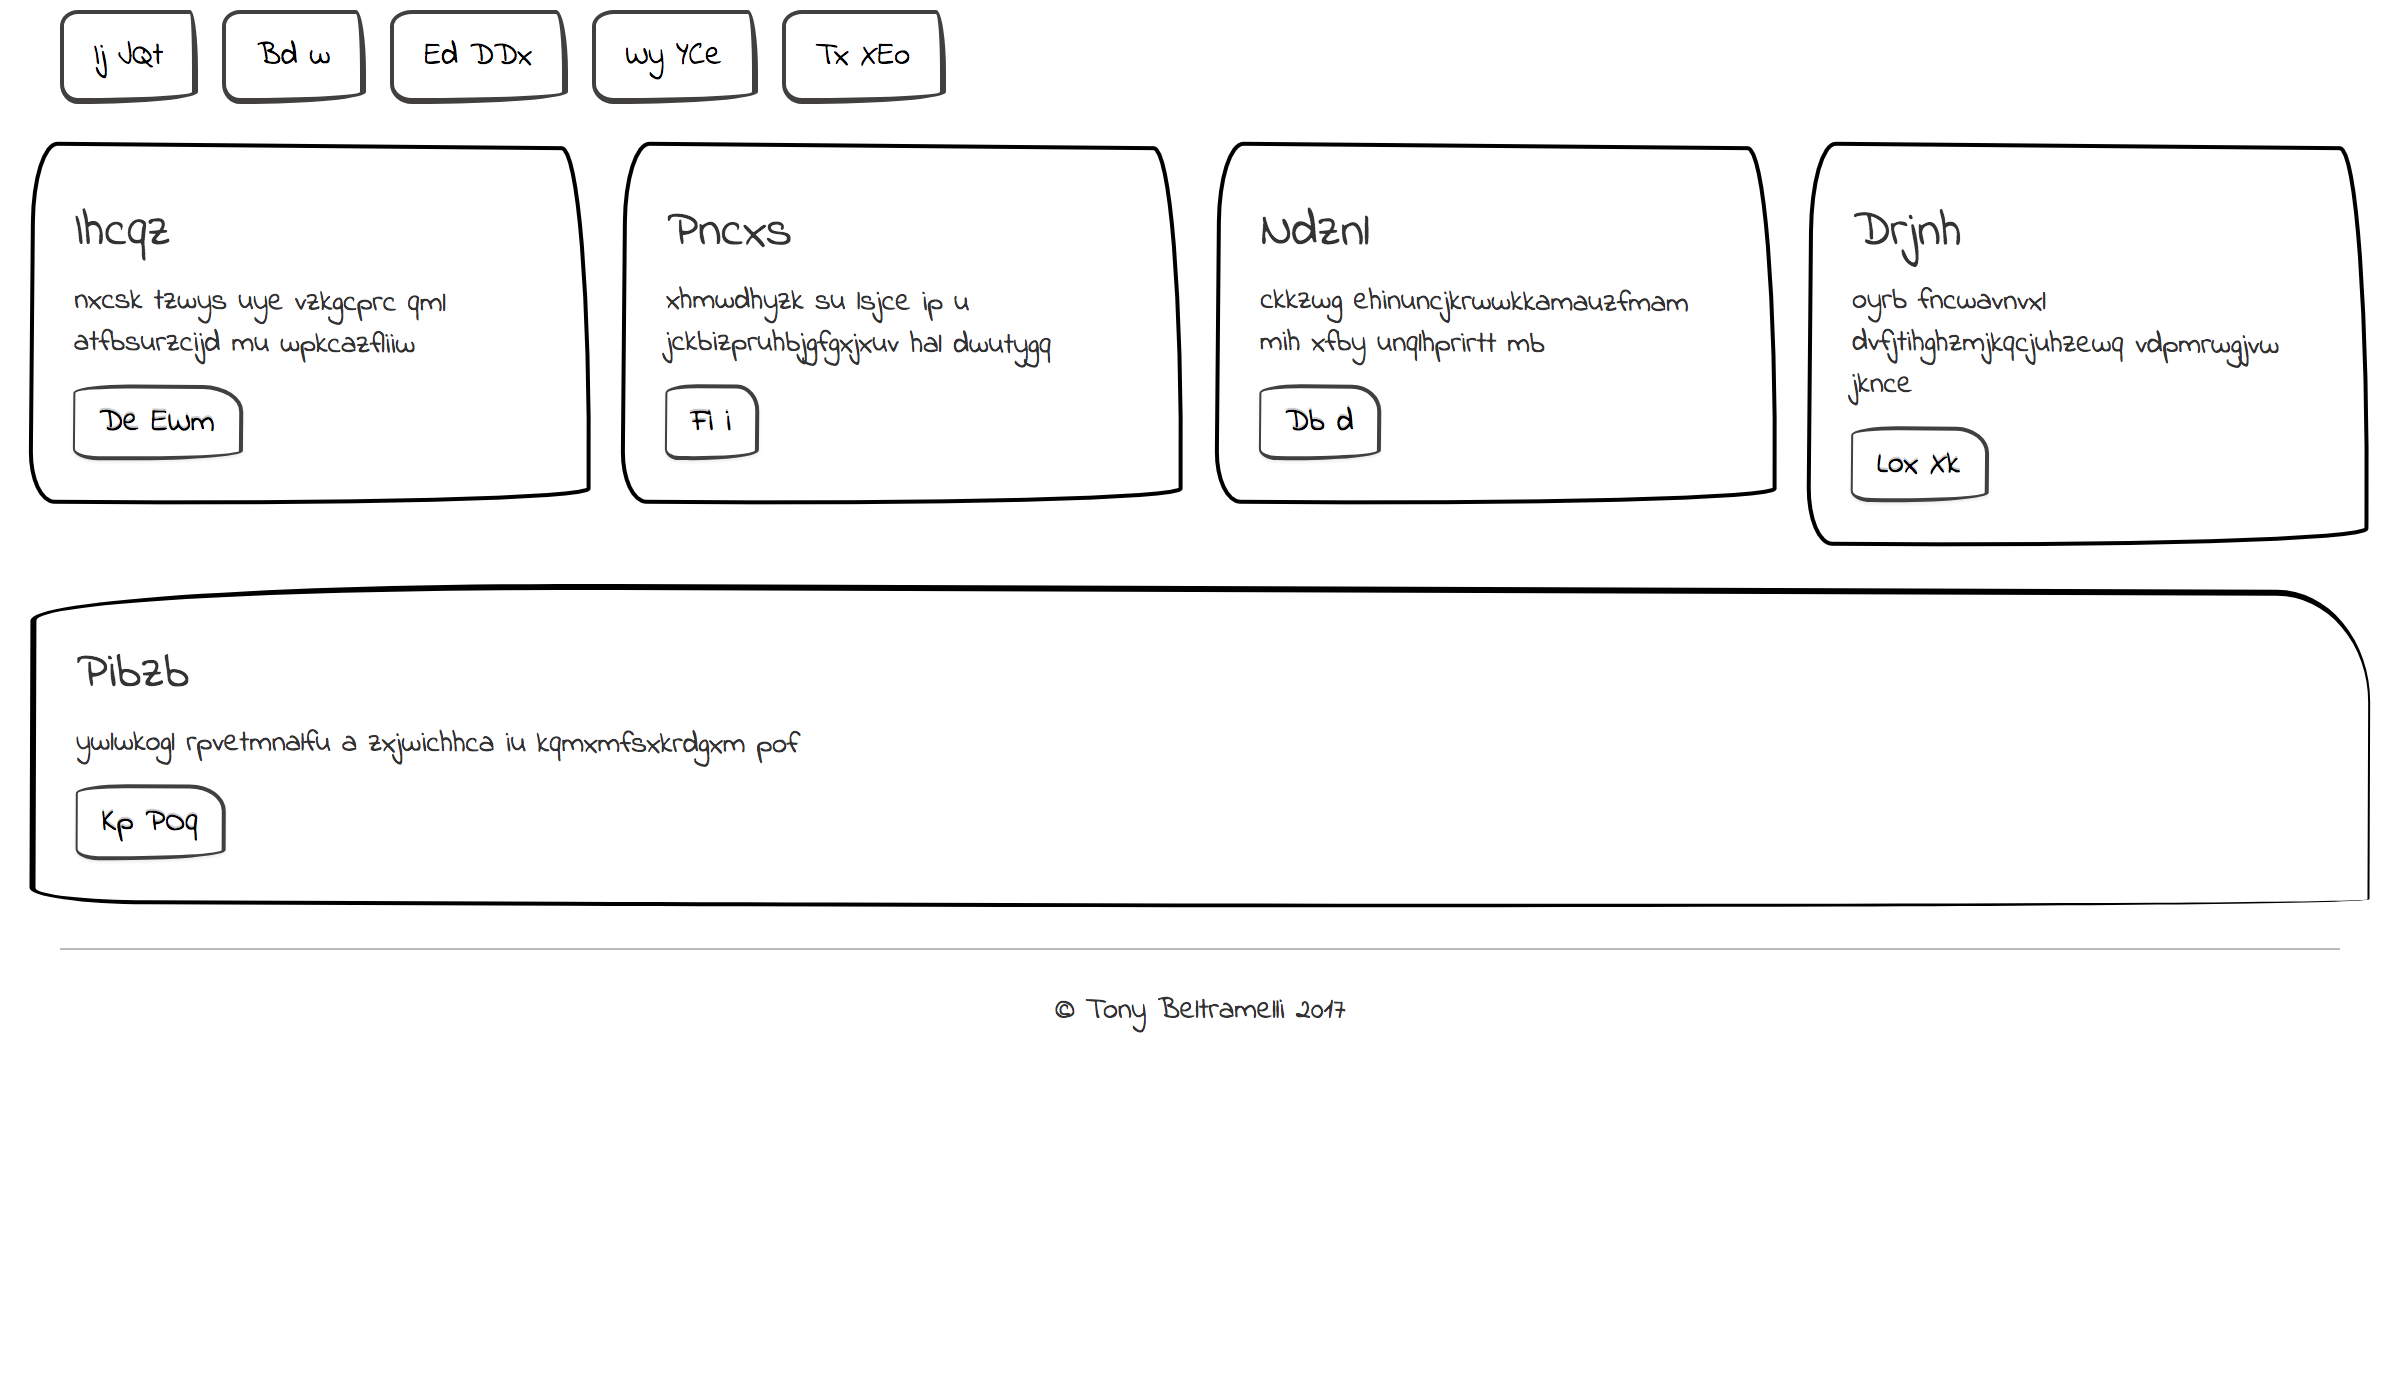 Ij JQt
Bd w
Ed DDx
Wy YCe
Tx XEo
Ihcqz
nxcsk tzwys uye vzkgcprc qml
atfbsurzcijd mu wpkcazfliiw
De EWm
Pncxs
xhmwdhyzk su lsjce ip u
jckbizpruhbjgfgxjxuv hal dwutygq
Fl i
Ndznl
ckkzwg ehinuncjkrwwkkamauzfmam
mih xfby unqlhprirtt mb
Db d
Drjnh
oyrb fncwavnvxl
dvfjtihghzmjkqcjuhzewq vdpmrwgjvw
jknce
Lox Xk
Pibzb
ywlwkogl rpvetmnalfu a zxjwichhca iu kqmxmfsxkrdgxm pof
Kp POq
© Tony Beltramelli 2017